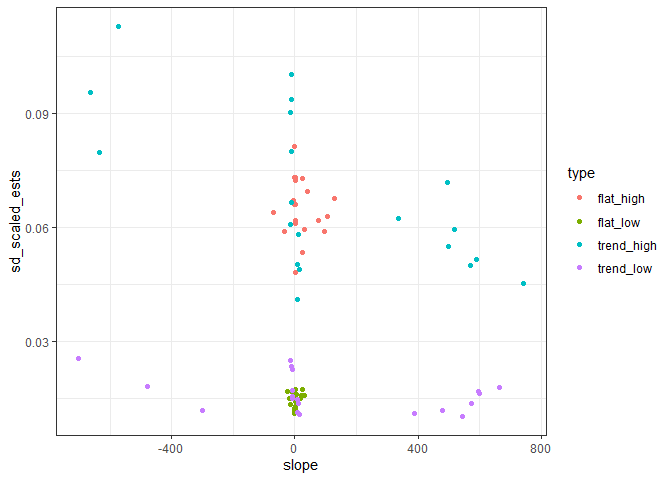 0.09
0.06
0.03
sd_scaled_ests
-400
0
400
800
slope
type
flat_high
flat_low
trend_high
trend_low